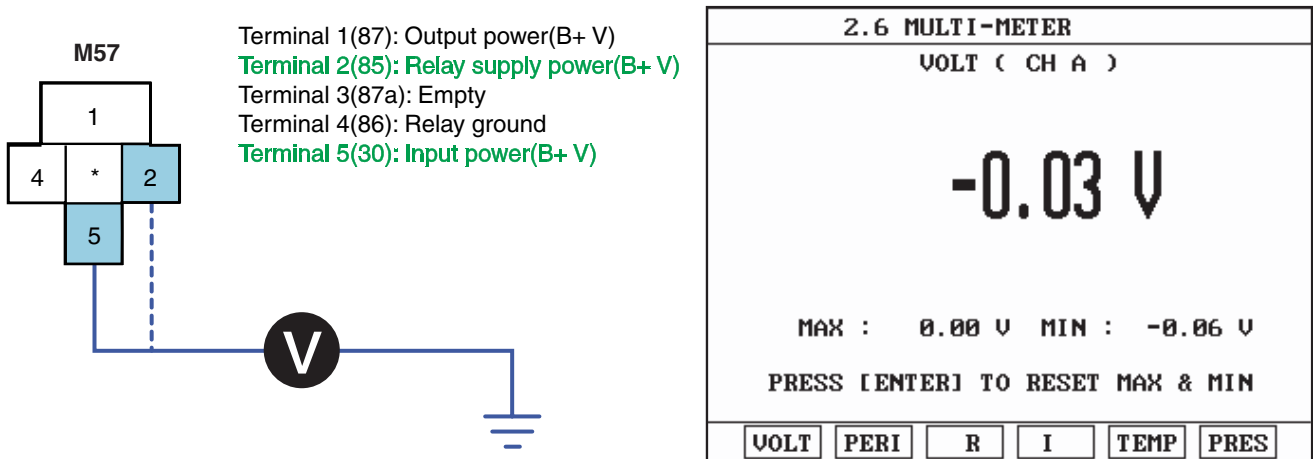 M57
1
4 * 2
5
V
Terminal 1(87): Output power(B+ V)
Terminal 2(85): Relay supply power(B+ V)
Terminal 3(87a): Empty
Terminal 4(86): Relay ground
Terminal 5(30): Input power(B+ V)
2.6 MULTI-METER
VOLT ( CH A )
-0.03 V
MAX : 0.00 V MIN : -0.06 V
PRESS [ENTER] TO RESET MAX & MIN
VOLT PERI R I TEMP PRES